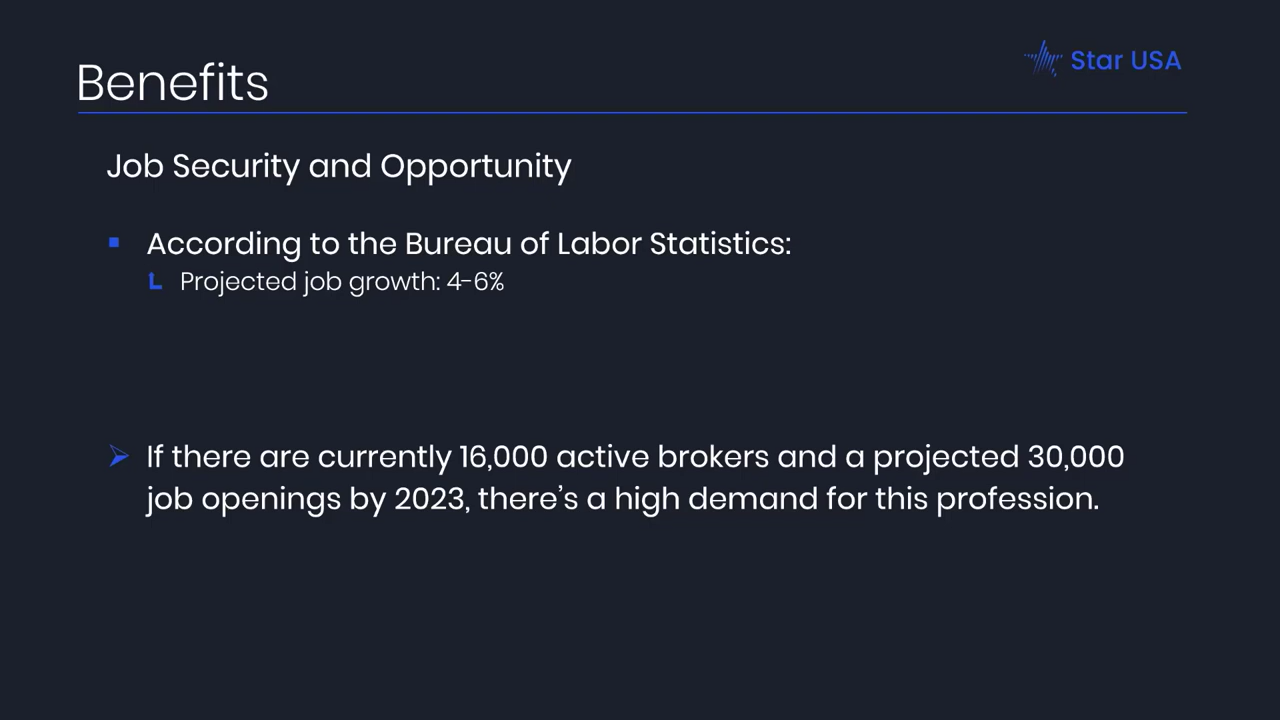 Star USA
Benefits
Job Security and Opportunity
According to the Bureau of Labor Statistics:
Projected job growth: 4-6%
If there are currently 16,000 active brokers and a projected 30,000
job openings by 2023, there's a high demand for this profession.